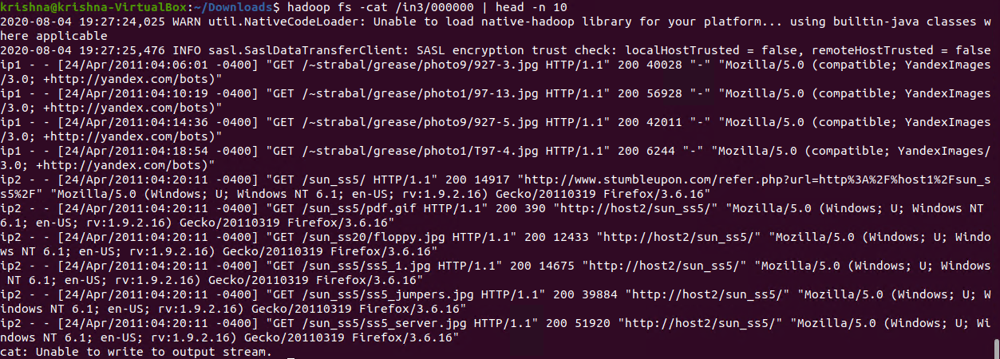 krishna@krishna-VirtualBox:~/Downloads$ hadoop fs -cat /in3/000000 | head -n 10
2020-08-04 19:27:24,025 WARN util.NativeCodeLoader: Unable to load native-hadoop library for your platform... using builtin-java classes w
here applicable
2020-08-04 19:27:25,476 INFO sasl.SaslDataTransferClient: SASL encryption trust check: localHostTrusted = false, remoteHostTrusted = false
ip1 - - [24/Apr/2011:04:06:01 -0400] "GET /~strabal/grease/photo9/927-3.jpg HTTP/1.1" 200 40028 "-" "Mozilla/5.0 (compatible; YandexImages
/3.0; +http://yandex.com/bots)"
ip1 - - [24/Apr/2011:04:10:19 -0400] "GET /~strabal/grease/photo1/97-13.jpg HTTP/1.1" 200 56928 "-" "Mozilla/5.0 (compatible; YandexImages
/3.0; +http://yandex.com/bots)"
ip1 - - [24/Apr/2011:04:14:36 -0400] "GET /~strabal/grease/photo9/927-5.jpg HTTP/1.1" 200 42011 "-" "Mozilla/5.0 (compatible; YandexImages
/3.0; +http://yandex.com/bots)"
ip1 - - [24/Apr/2011:04:18:54 -0400] "GET /~strabal/grease/photo1/T97-4.jpg HTTP/1.1" 200 6244 "-" "Mozilla/5.0 (compatible; YandexImages/
3.0; +http://yandex.com/bots)"
ip2 - - [24/Apr/2011:04:20:11 -0400] "GET /sun_ss5/ HTTP/1.1" 200 14917 "http://www.stumbleupon.com/refer.php?url=http%3A%2F%host1%2Fsun_s
s5%2F" "Mozilla/5.0 (Windows; U; Windows NT 6.1; en-US; rv:1.9.2.16) Gecko/20110319 Firefox/3.6.16"
ip2 - - [24/Apr/2011:04:20:11 -0400] "GET /sun_ss5/pdf.gif HTTP/1.1" 200 390 "http://host2/sun_ss5/" "Mozilla/5.0 (Windows; U; Windows NT 
6.1; en-US; rv:1.9.2.16) Gecko/20110319 Firefox/3.6.16"
ip2 - - [24/Apr/2011:04:20:11 -0400] "GET /sun_ss20/floppy.jpg HTTP/1.1" 200 12433 "http://host2/sun_ss5/" "Mozilla/5.0 (Windows; U; Windo
ws NT 6.1; en-US; rv:1.9.2.16) Gecko/20110319 Firefox/3.6.16"
ip2 - - [24/Apr/2011:04:20:11 -0400] "GET /sun_ss5/ss5_1.jpg HTTP/1.1" 200 14675 "http://host2/sun_ss5/" "Mozilla/5.0 (Windows; U; Windows
 NT 6.1; en-US; rv:1.9.2.16) Gecko/20110319 Firefox/3.6.16"
ip2 - - [24/Apr/2011:04:20:11 -0400] "GET /sun_ss5/ss5_jumpers.jpg HTTP/1.1" 200 39884 "http://host2/sun_ss5/" "Mozilla/5.0 (Windows; U; W
indows NT 6.1; en-US; rv:1.9.2.16) Gecko/20110319 Firefox/3.6.16"
ip2 - - [24/Apr/2011:04:20:11 -0400] "GET /sun_ss5/ss5_server.jpg HTTP/1.1" 200 51920 "http://host2/sun_ss5/" "Mozilla/5.0 (Windows; U; Wi
ndows NT 6.1; en-US; rv:1.9.2.16) Gecko/20110319 Firefox/3.6.16"
cat: Unable to write to output stream.